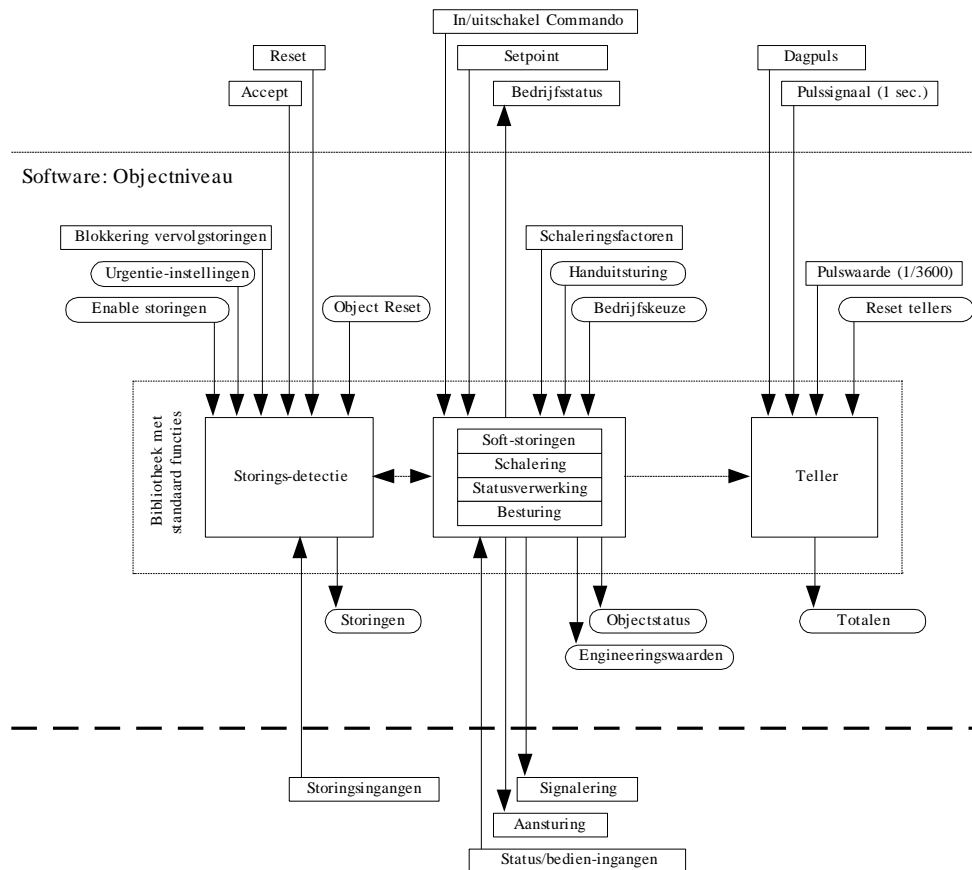 In/uitschakel Commando
Reset
Setpoint
Dagpuls
Accept
Bedrijfsstatus
Pulssignaal (1 sec.)
Software: Objectniveau
Blokkering vervolgstoringen
Schaleringsfactoren
Urgentie-instellingen
Handuitsturing
Pulswaarde (1/3600)
Enable storingen
Object Reset
Bedrijfskeuze
Reset tellers
Bibliotheek met
standaard functies
Storings-detectie
Soft-storingen
Schalering
Statusverwerking
Besturing
Teller
Storingen
Objectstatus
Totalen
Engineeringswaarden
Storingsingangen
Signalering
Aansturing
Status/bedien-ingangen